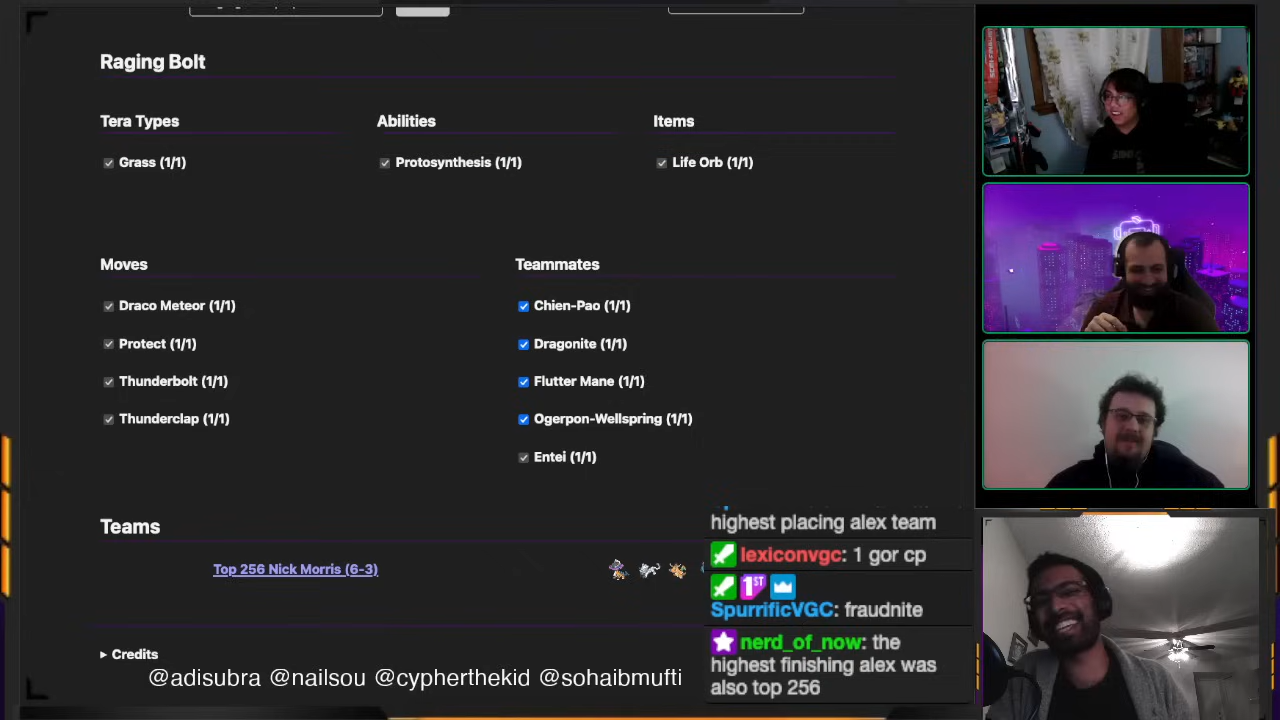 Raging Bolt
Tera Types
Abilities
Items
Grass (1/1)
Protosynthesis (1/1)
Life Orb (1/1)
Moves
Teammates
Draco Meteor (1/1)
Chien-Pao (1/1)
Protect (1/1)
Dragonite (1/1)
Thunderbolt (1/1)
Flutter Mane (1/1)
Thunderclap (1/1)
Ogerpon-Wellspring (1/1)
Entei (1/1)
Teams
Top 256 Nick Morris (6-3)
Credits
@adisubra @nailsou @cypherthekid @sohaibmufti
highest placing alex team
lexiconvgc: 1 gor cp
1ST
SpurrificVGC: fraudnite
nerd_of_now: the
highest finishing alex was
also top 256